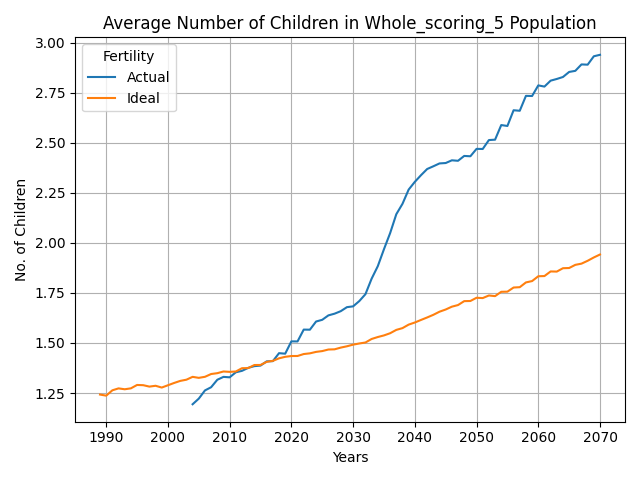 Average Number of Children in Whole_scoring_5 Population
Fertility
Actual
Ideal
No. of Children
3.00
2.75
2.50
2.25
2.00
1.75
1.50
1.25
1990 2000 2010 2020 2030 2040 2050 2060 2070
Years